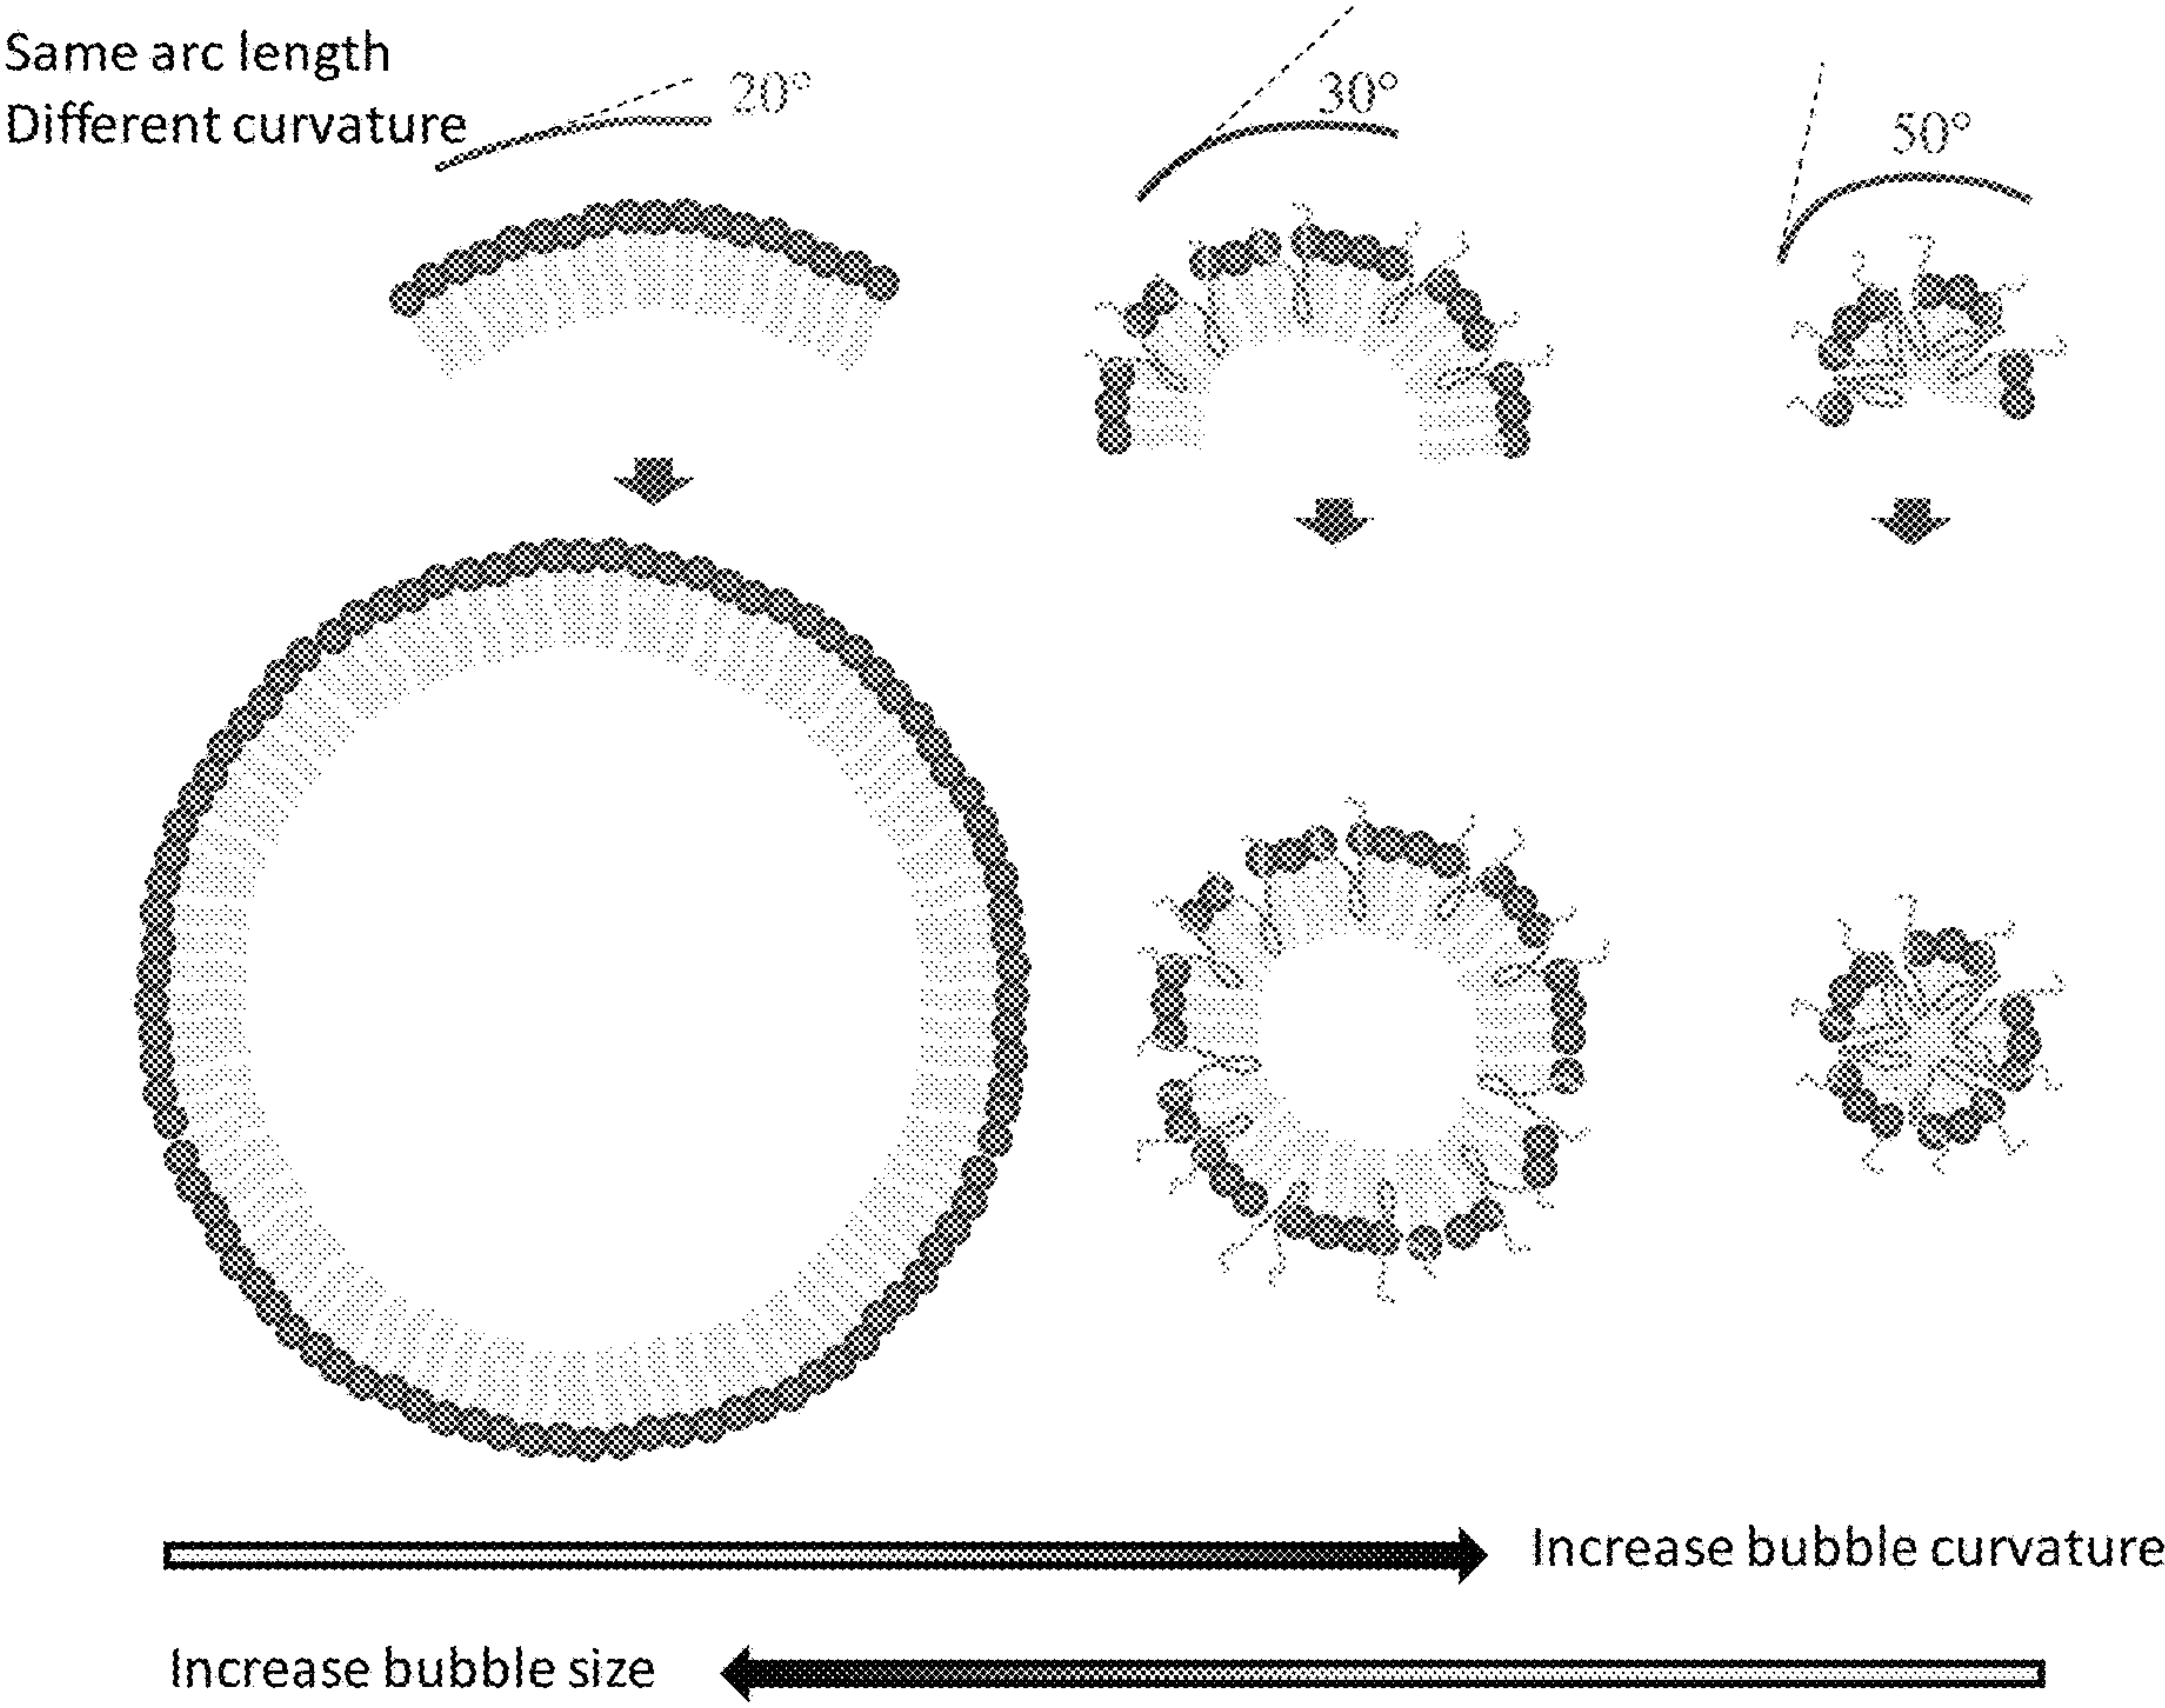 Same arc length
Different curvature
20°
30°
50°
Increase bubble curvature
Increase bubble size